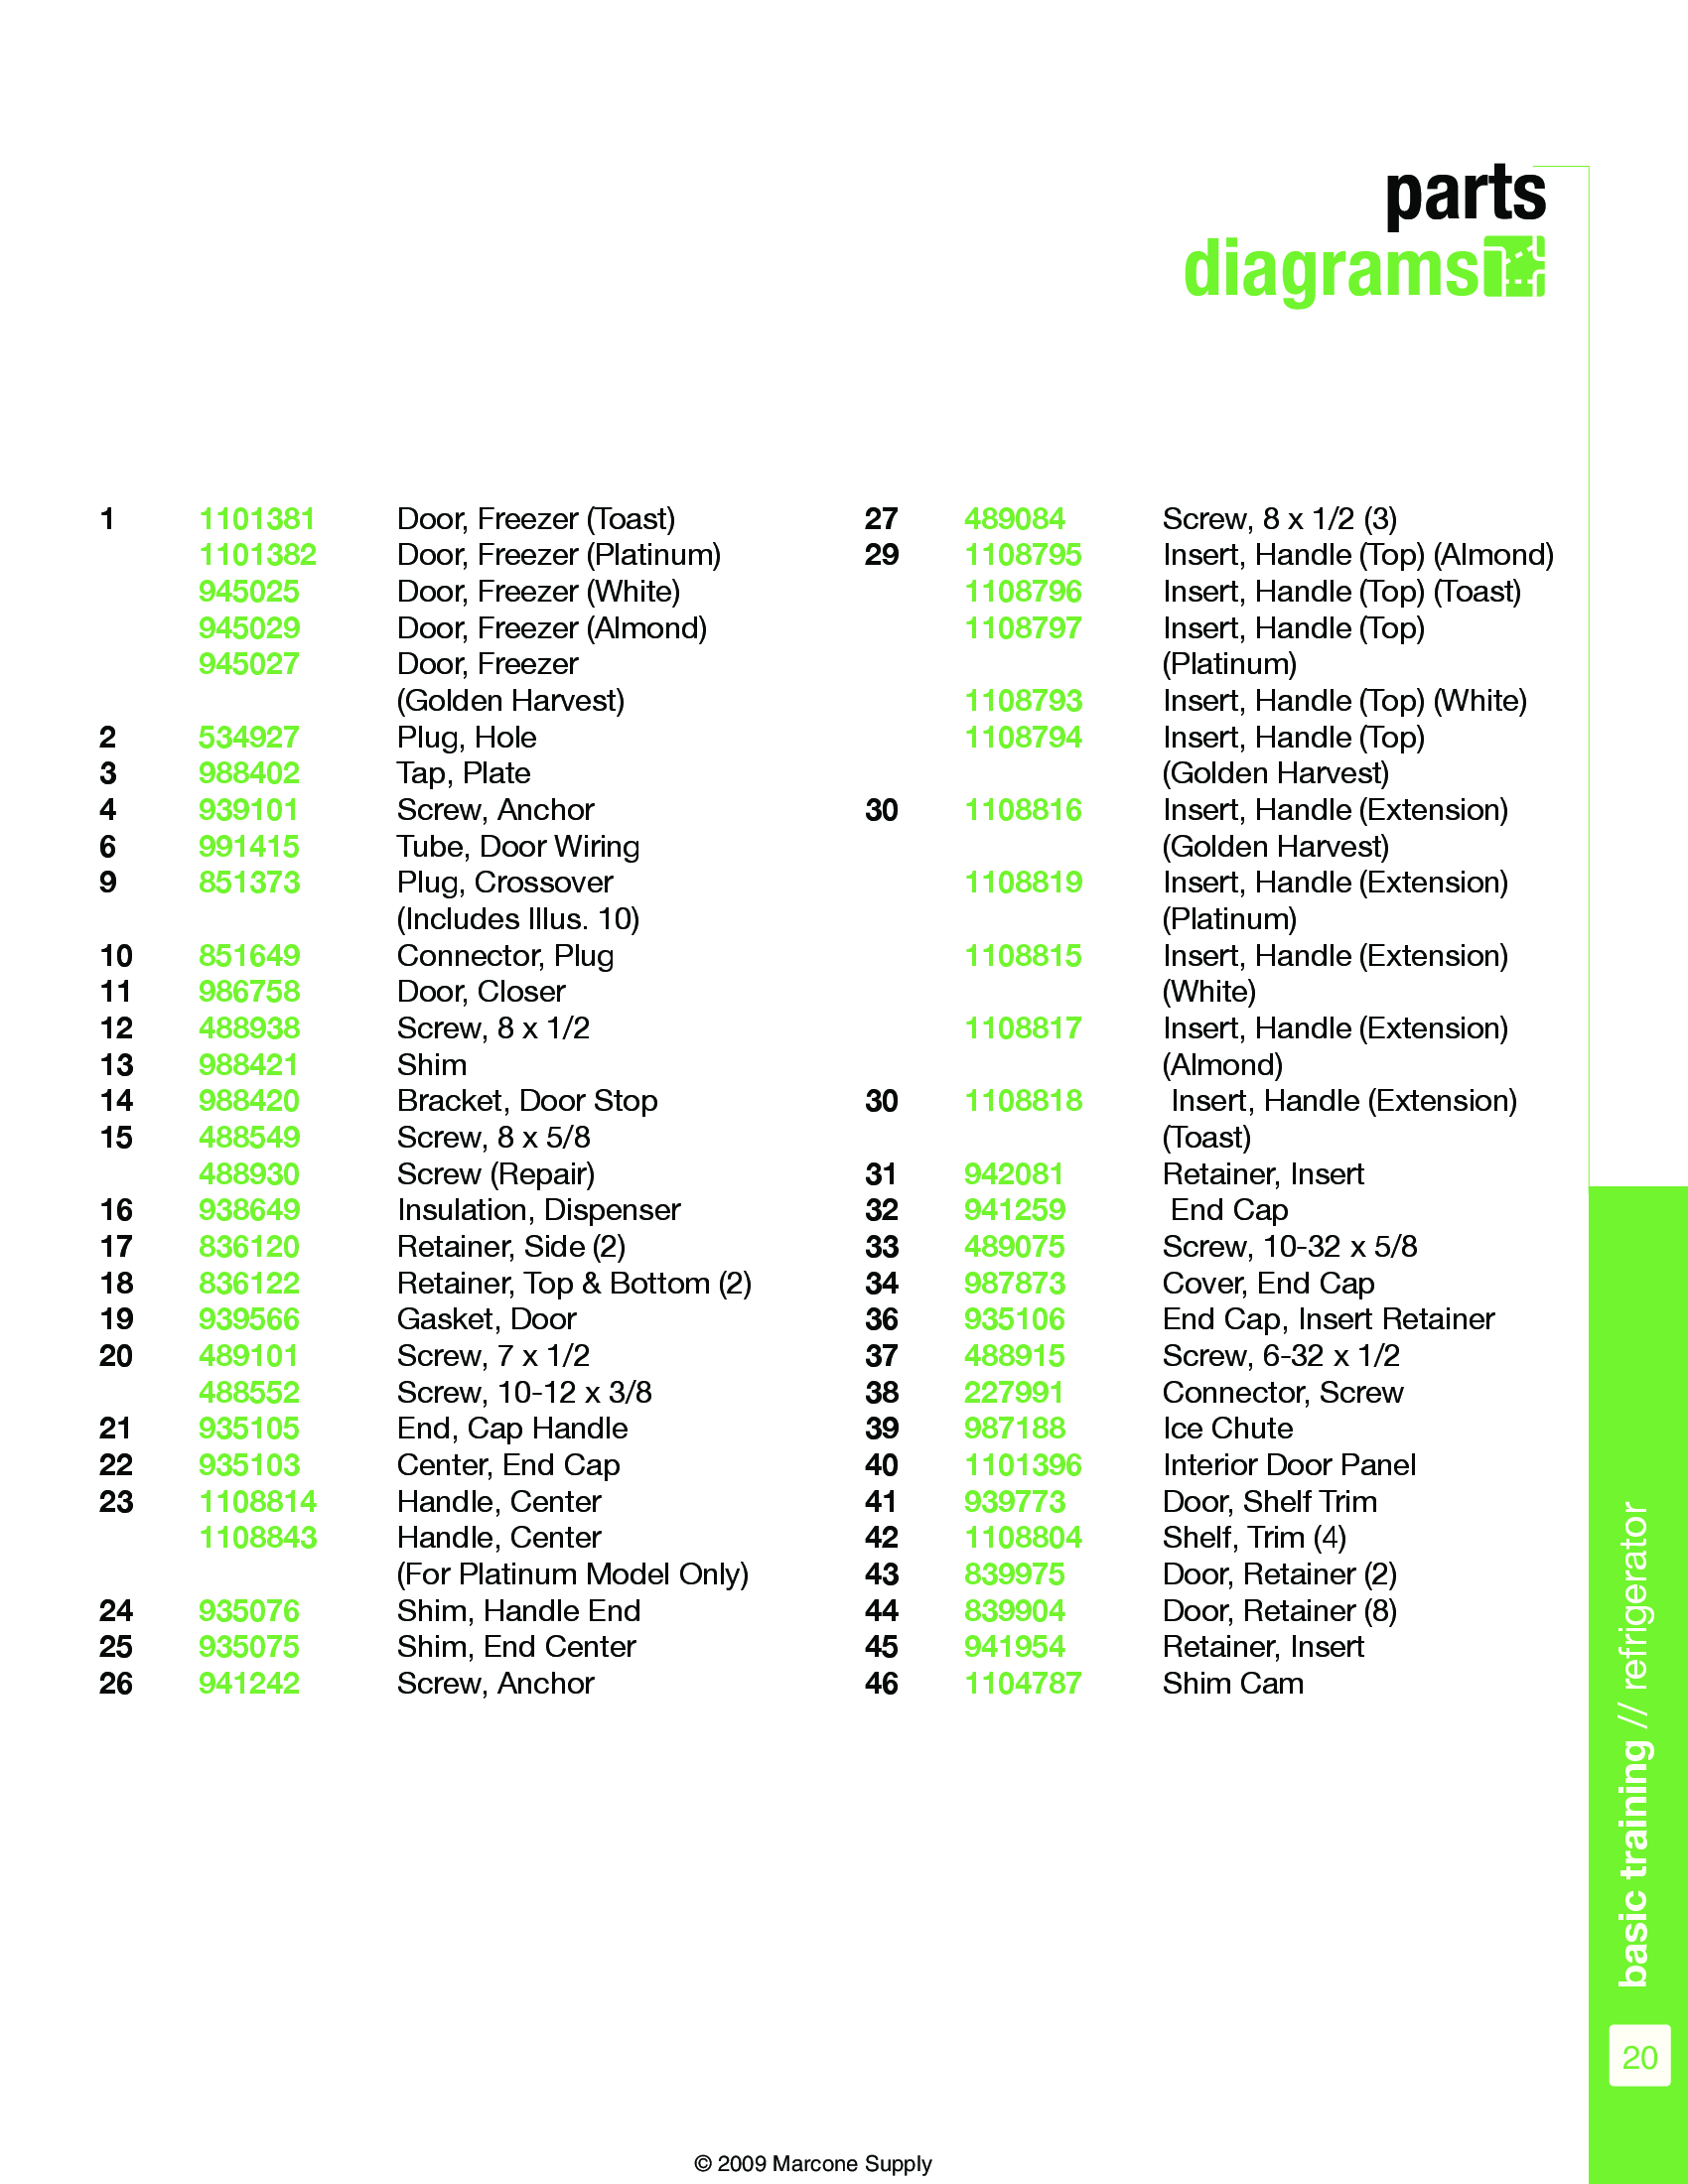 parts
diagrams
1 1101381 Door, Freezer (Toast)
1101382 Door, Freezer (Platinum)
945025 Door, Freezer (White)
945029 Door, Freezer (Almond)
945027 Door, Freezer
(Golden Harvest)
2 534927 Plug, Hole
3 988402 Tap, Plate
4 939101 Screw, Anchor
6 991415 Tube, Door Wiring
9 851373 Plug, Crossover
(Includes Illus. 10)
10 851649 Connector, Plug
11 986758 Door, Closer
12 488938 Screw, 8 x 1/2
13 988421 Shim
14 988420 Bracket, Door Stop
15 488549 Screw, 8 x 5/8
488930 Screw (Repair)
16 938649 Insulation, Dispenser
17 836120 Retainer, Side (2)
18 836122 Retainer, Top & Bottom (2)
19 939566 Gasket, Door
20 489101 Screw, 7 x 1/2
488552 Screw, 10-12 x 3/8
21 935105 End, Cap Handle
22 935103 Center, End Cap
23 1108814 Handle, Center
1108843 Handle, Center
(For Platinum Model Only)
24 935076 Shim, Handle End
25 935075 Shim, End Center
26 941242 Screw, Anchor
27 489084 Screw, 8 x 1/2 (3)
29 1108795 Insert, Handle (Top) (Almond)
1108796 Insert, Handle (Top) (Toast)
1108797 Insert, Handle (Top)
(Platinum)
1108793 Insert, Handle (Top) (White)
1108794 Insert, Handle (Top)
(Golden Harvest)
30 1108816 Insert, Handle (Extension)
(Golden Harvest)
1108819 Insert, Handle (Extension)
(Platinum)
1108815 Insert, Handle (Extension)
(White)
1108817 Insert, Handle (Extension)
(Almond)
30 1108818 Insert, Handle (Extension)
(Toast)
31 942081 Retainer, Insert
32 941259 End Cap
33 489075 Screw, 10-32 x 5/8
34 987873 Cover, End Cap
36 935106 End Cap, Insert Retainer
37 488915 Screw, 6-32 x 1/2
38 227991 Connector, Screw
39 987188 Ice Chute
40 1101396 Interior Door Panel
41 939773 Door, Shelf Trim
42 1108804 Shelf, Trim (4)
43 839975 Door, Retainer (2)
44 839904 Door, Retainer (8)
45 941954 Retainer, Insert
46 1104787 Shim Cam
basic training // refrigerator
20
© 2009 Marcone Supply